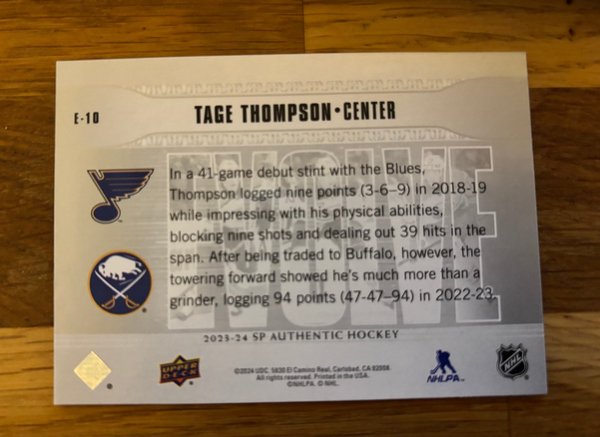 E-10
TAGE THOMPSON•CENTER
EVOLVE
In a 41-game debut stint with the Blues,
Thompson logged nine points (3-6–9) in 2018-19
while impressing with his physical abilities,
blocking nine shots and dealing out 39 hits in the
span. After being traded to Buffalo, however, the
towering forward showed he's much more than a
grinder, logging 94 points (47-47–94) in 2022-23.
2023-24 SP AUTHENTIC HOCKEY
UPPER
DECK
©2024 UDC, 5830 El Camino Real, Carlsbad, CA 92008.
All rights reserved. Printed in the USA.
©NHLPA. © NHL.
NHLPA
NHL